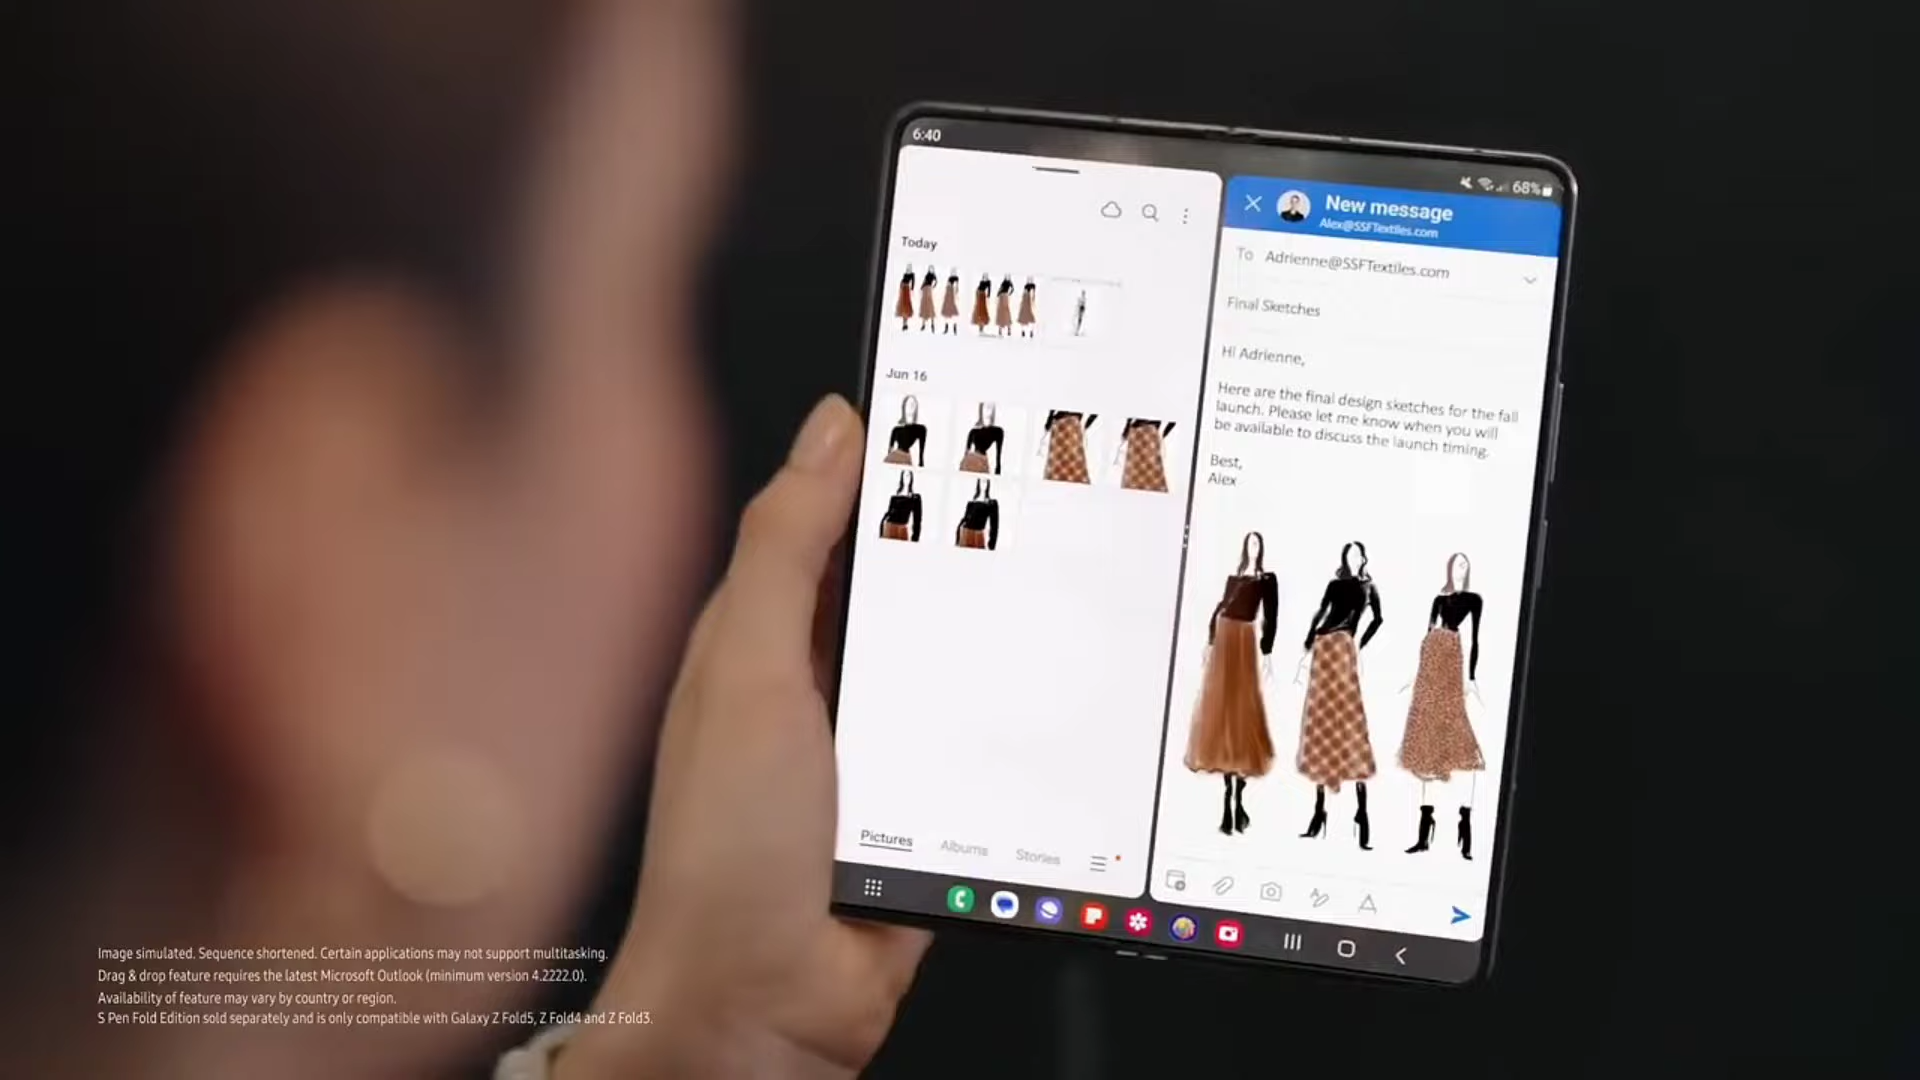 6:40
68%
Today
Jun 16
Pictures
Albums
Stories
New message
Alex@SSFTextiles.com
To Adrienne@SSFTextiles.com
Final Sketches
Hi Adrienne,
Here are the final design sketches for the fall
launch. Please let me know when you will
be available to discuss the launch timing.
Best,
Alex
Image simulated. Sequence shortened. Certain applications may not support multitasking.
Drag & drop feature requires the latest Microsoft Outlook (minimum version 4.2222.0).
Availability of feature may vary by country or region.
S Pen Fold Edition sold separately and is only compatible with Galaxy Z Fold5, Z Fold4 and Z Fold3.